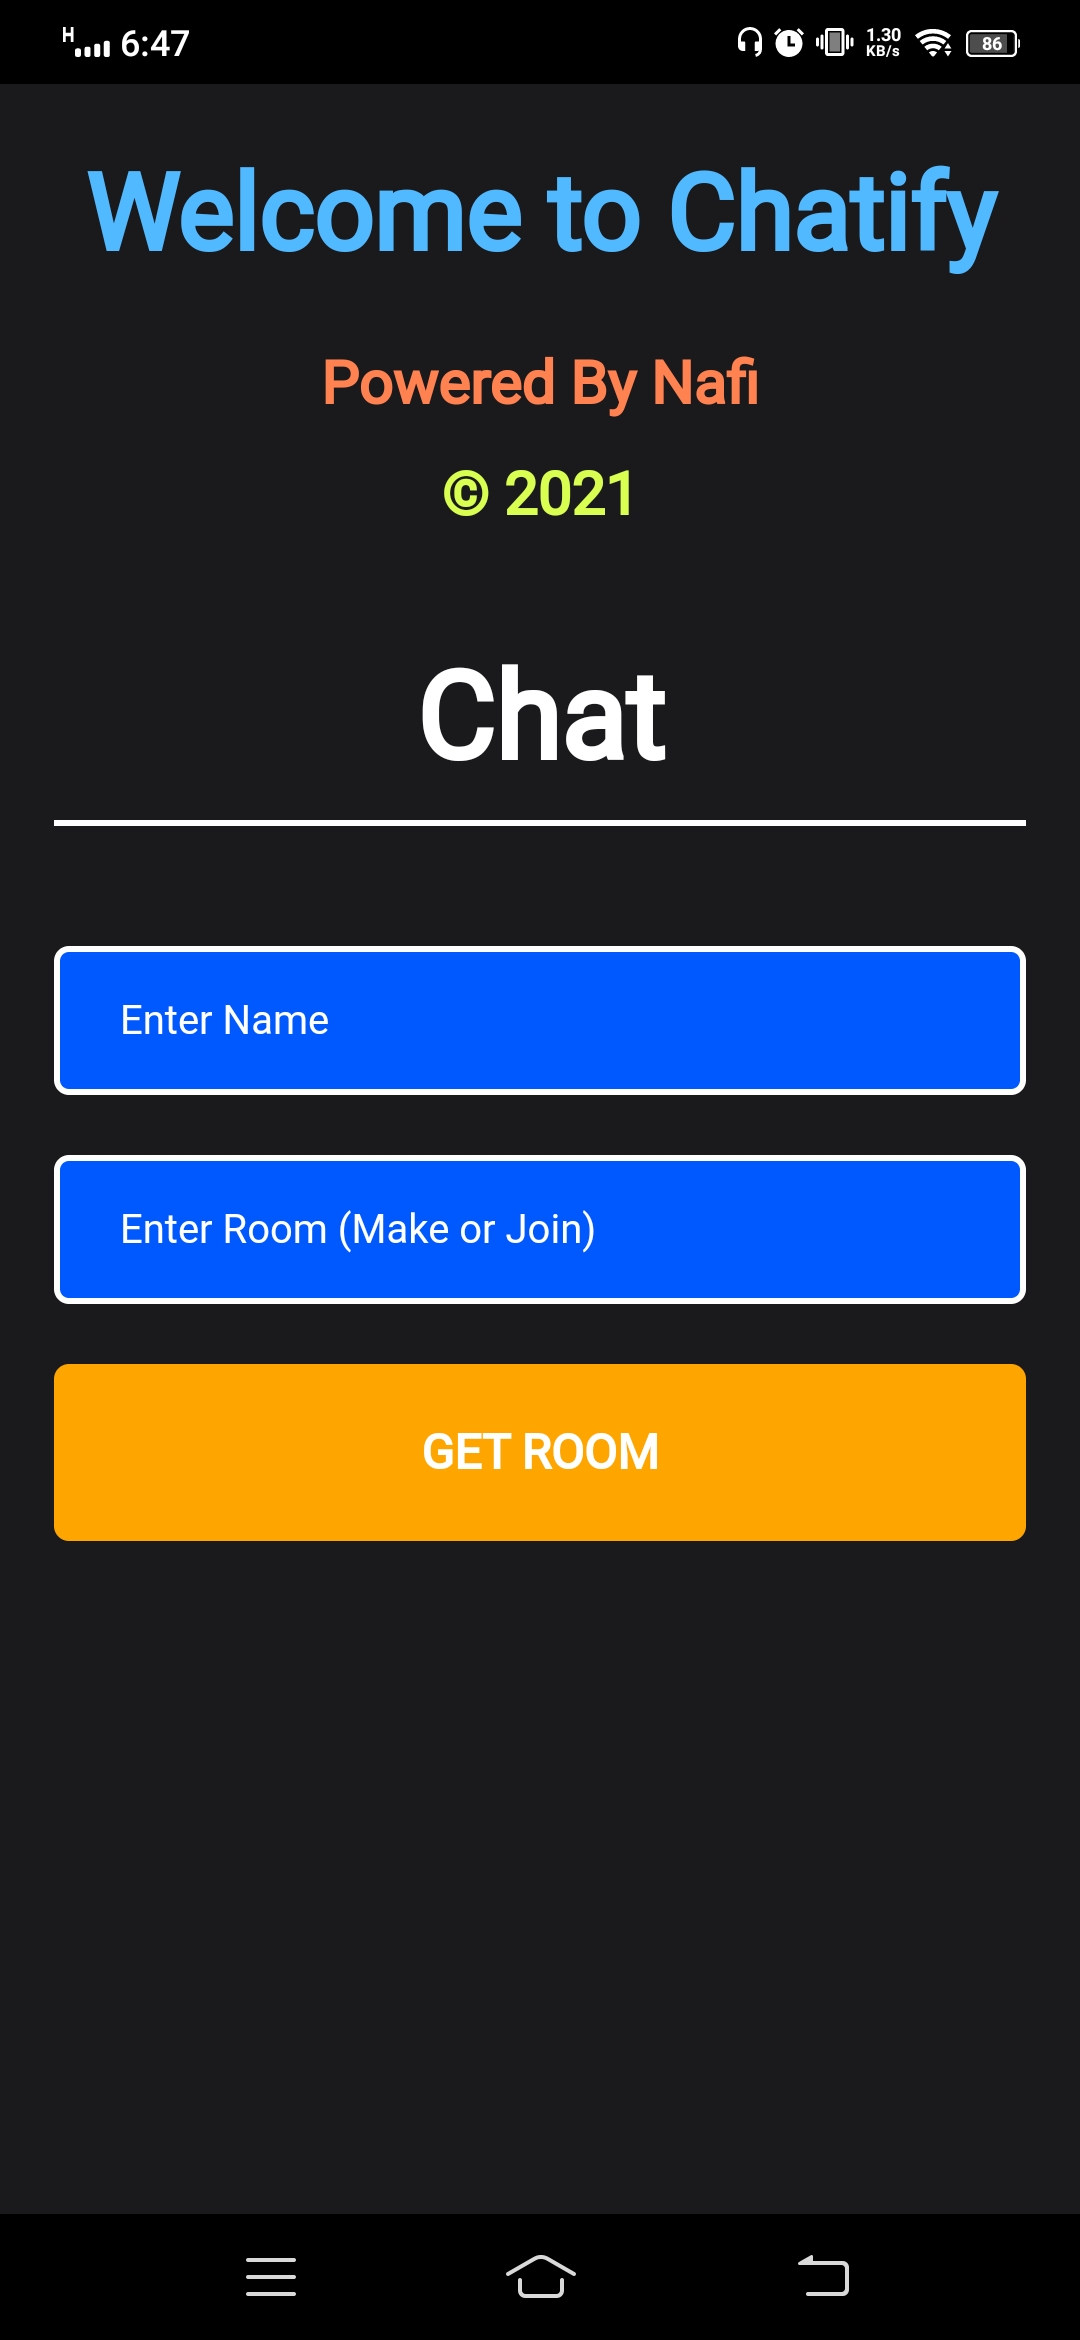 H 6:47 1.30 KB/s 86
Welcome to Chatify
Powered By Nafi
© 2021
Chat
Enter Name
Enter Room (Make or Join)
GET ROOM